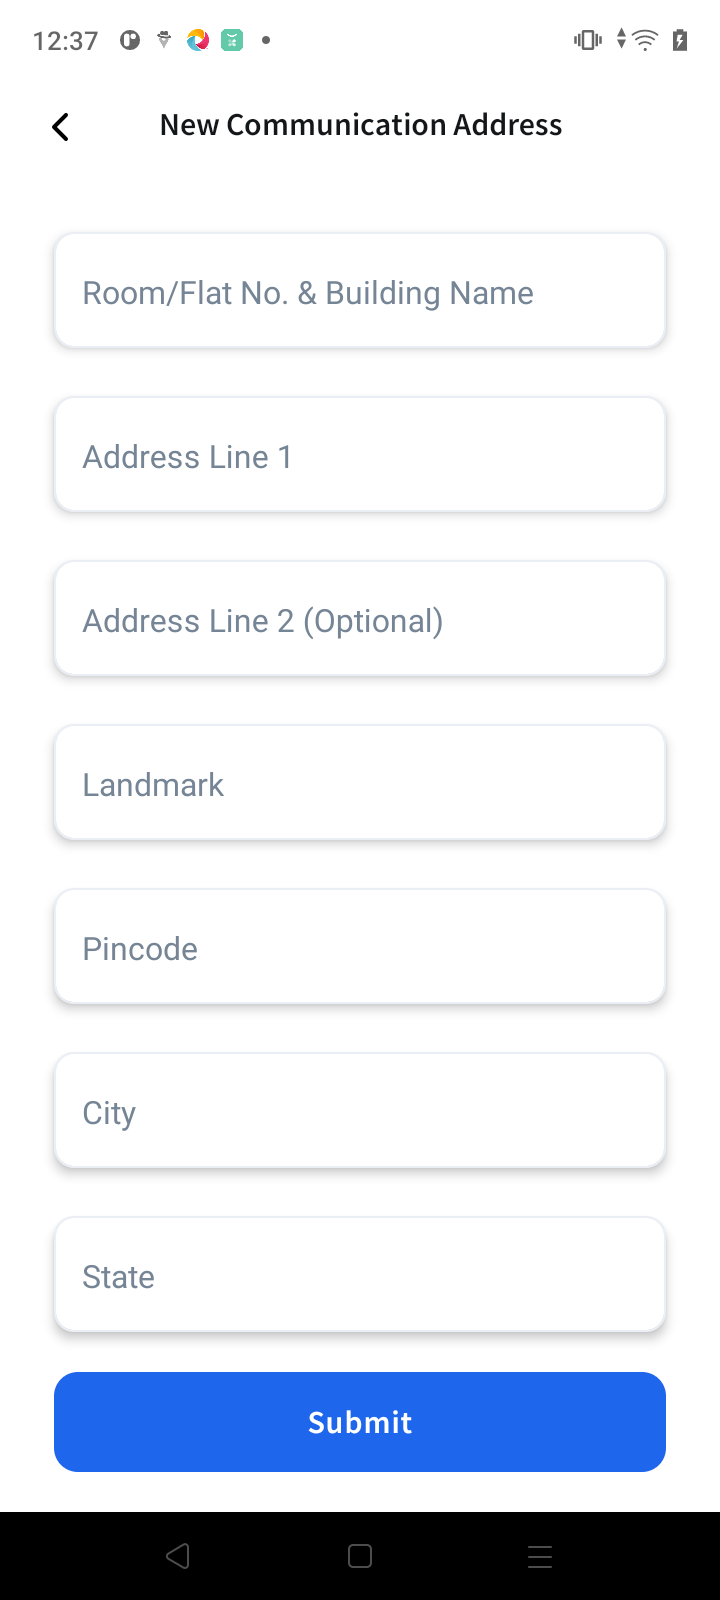 12:37
New Communication Address
Room/Flat No. & Building Name
Address Line 1
Address Line 2 (Optional)
Landmark
Pincode
City
State
Submit